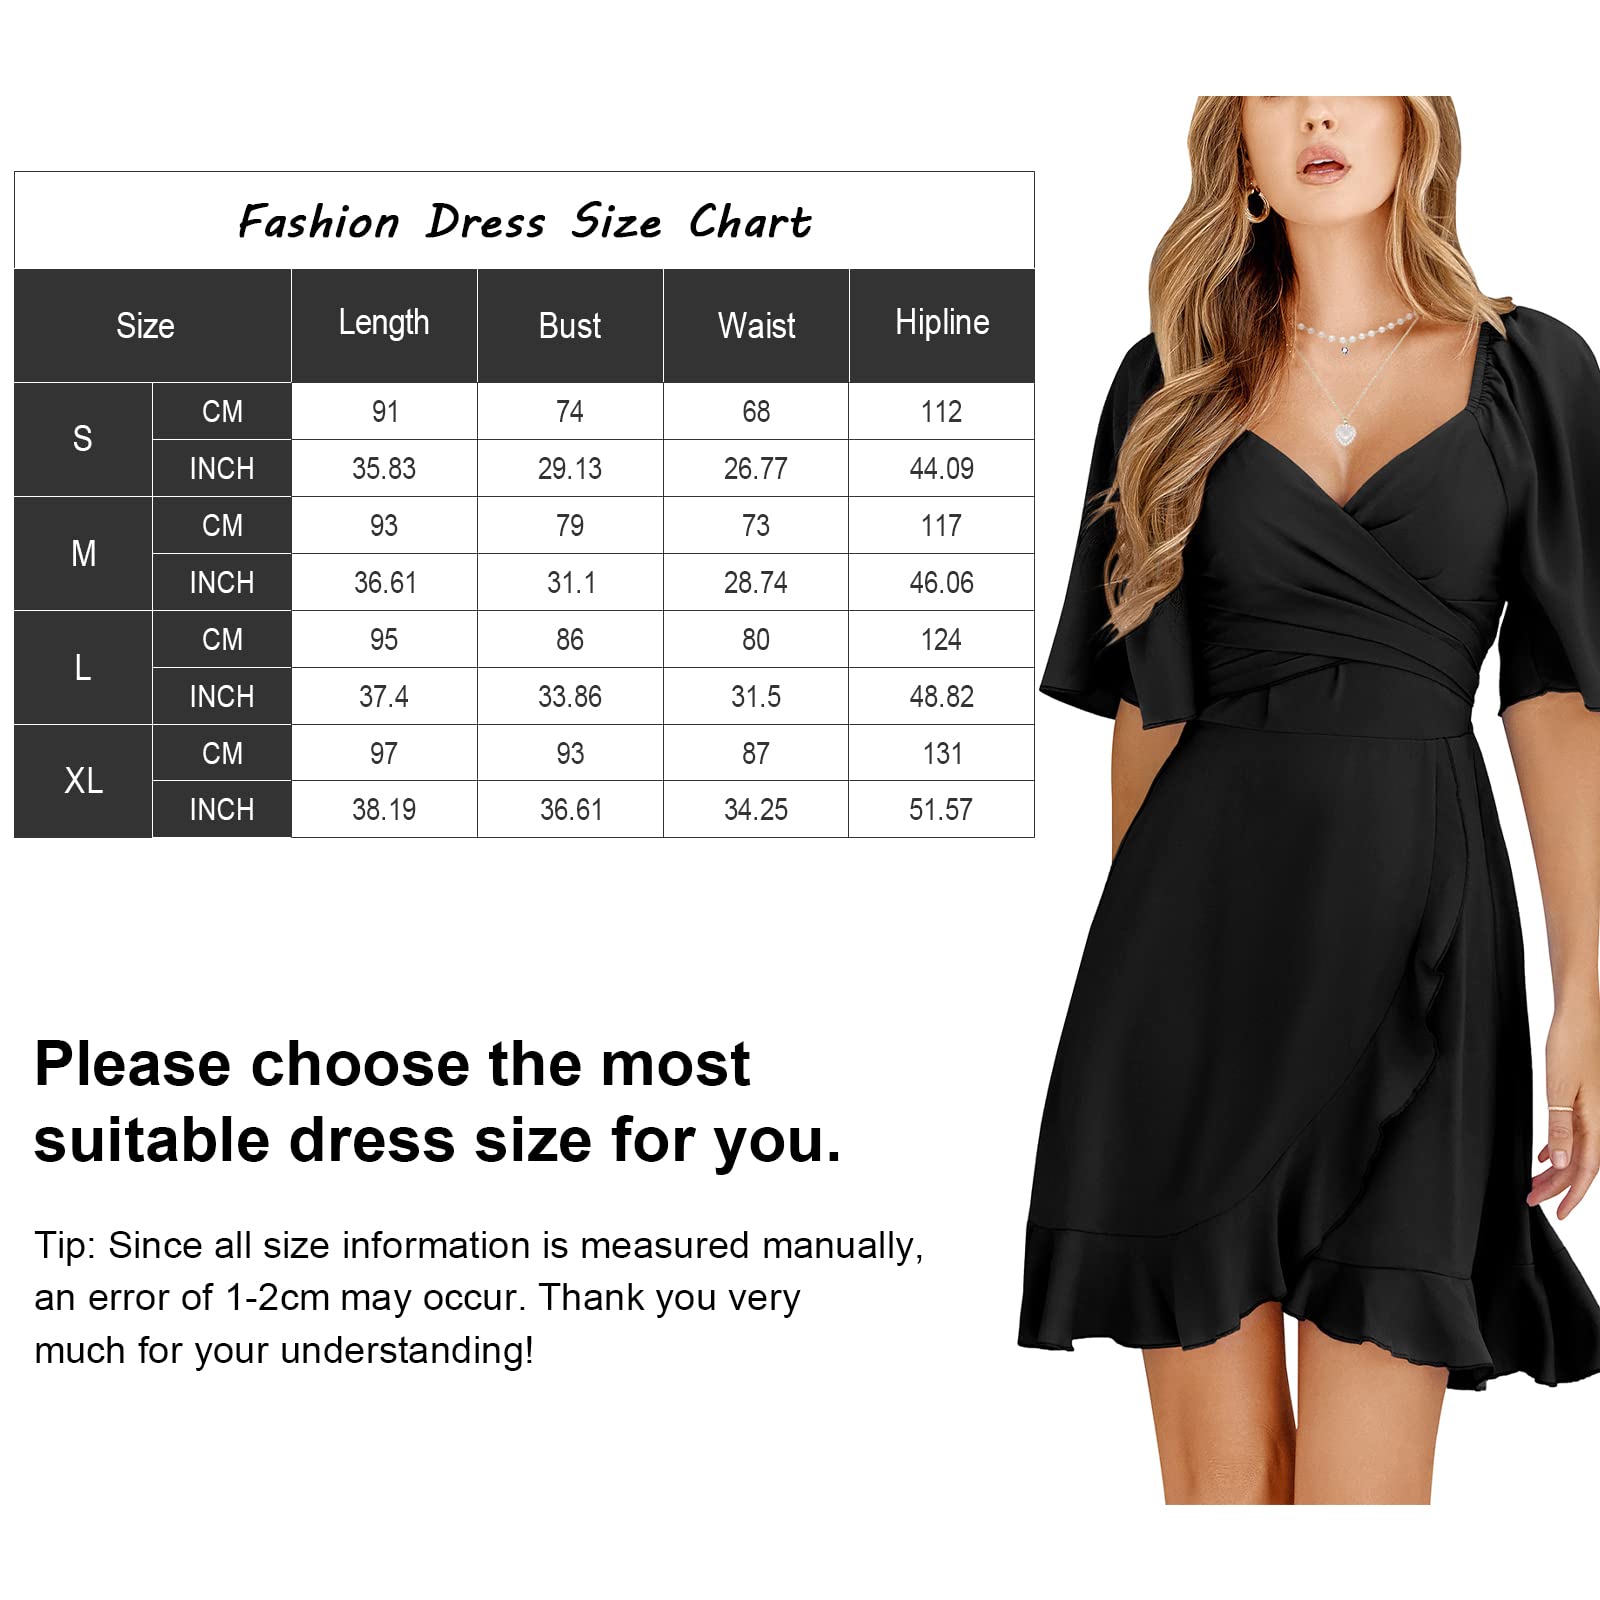 Fashion Dress Size Chart
Size Length Bust Waist Hipline
S CM 91 74 68 112
INCH 35.83 29.13 26.77 44.09
M CM 93 79 73 117
INCH 36.61 31.1 28.74 46.06
L CM 95 86 80 124
INCH 37.4 33.86 31.5 48.82
XL CM 97 93 87 131
INCH 38.19 36.61 34.25 51.57
Please choose the most
suitable dress size for you.
Tip: Since all size information is measured manually,
an error of 1-2cm may occur. Thank you very
much for your understanding!